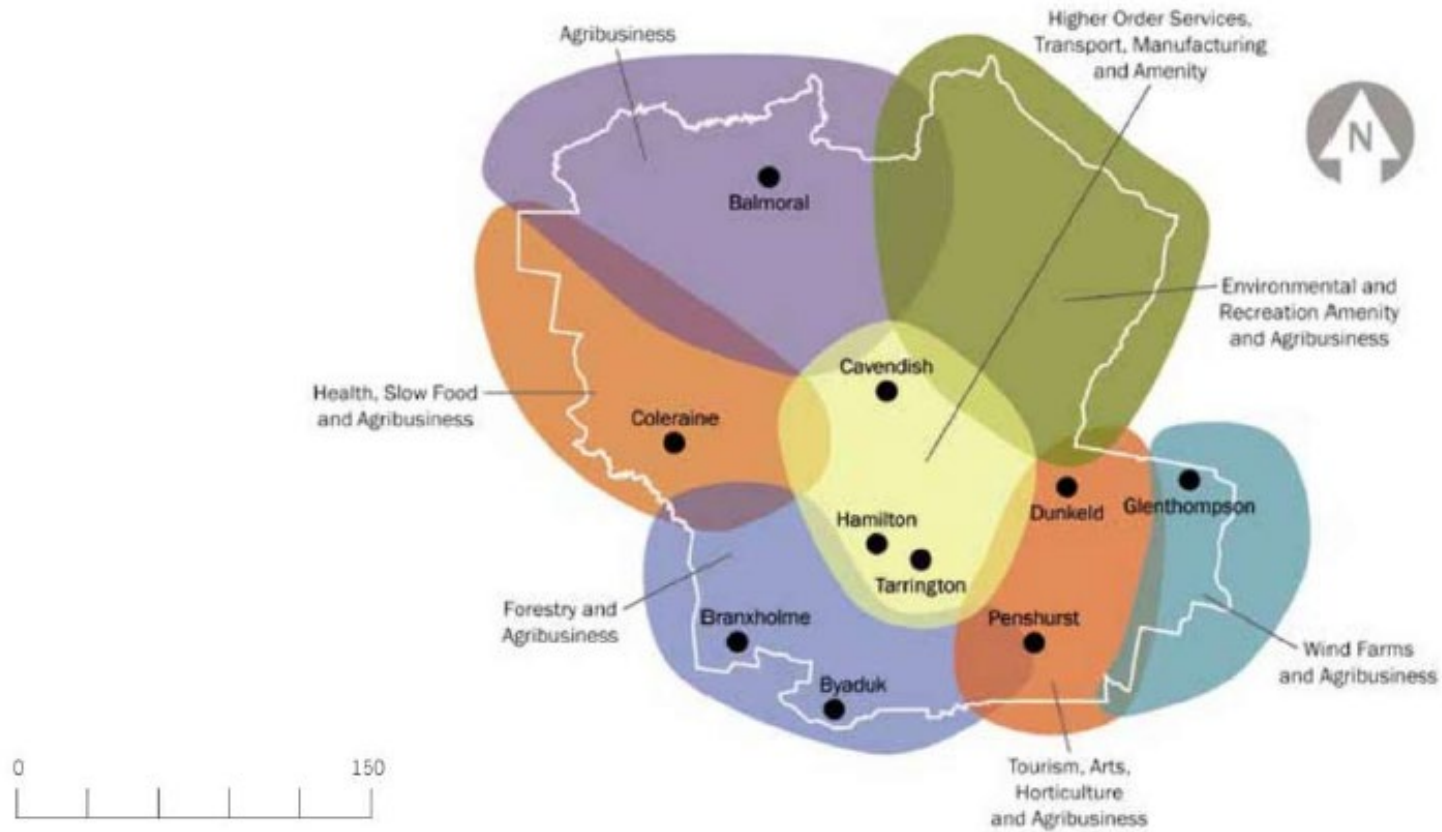 Agribusiness
Higher Order Services,
Transport, Manufacturing
and Amenity
N
Balmoral
Environmental and
Recreation Amenity
and Agribusiness
Health, Slow Food
and Agribusiness
Cavendish
Coleraine
Hamilton
Tarrington
Dunkeld
Glenthompson
Forestry and
Agribusiness
Branxholme
Penshurst
Byaduk
Wind Farms
and Agribusiness
Tourism, Arts,
Horticulture
and Agribusiness
0 150